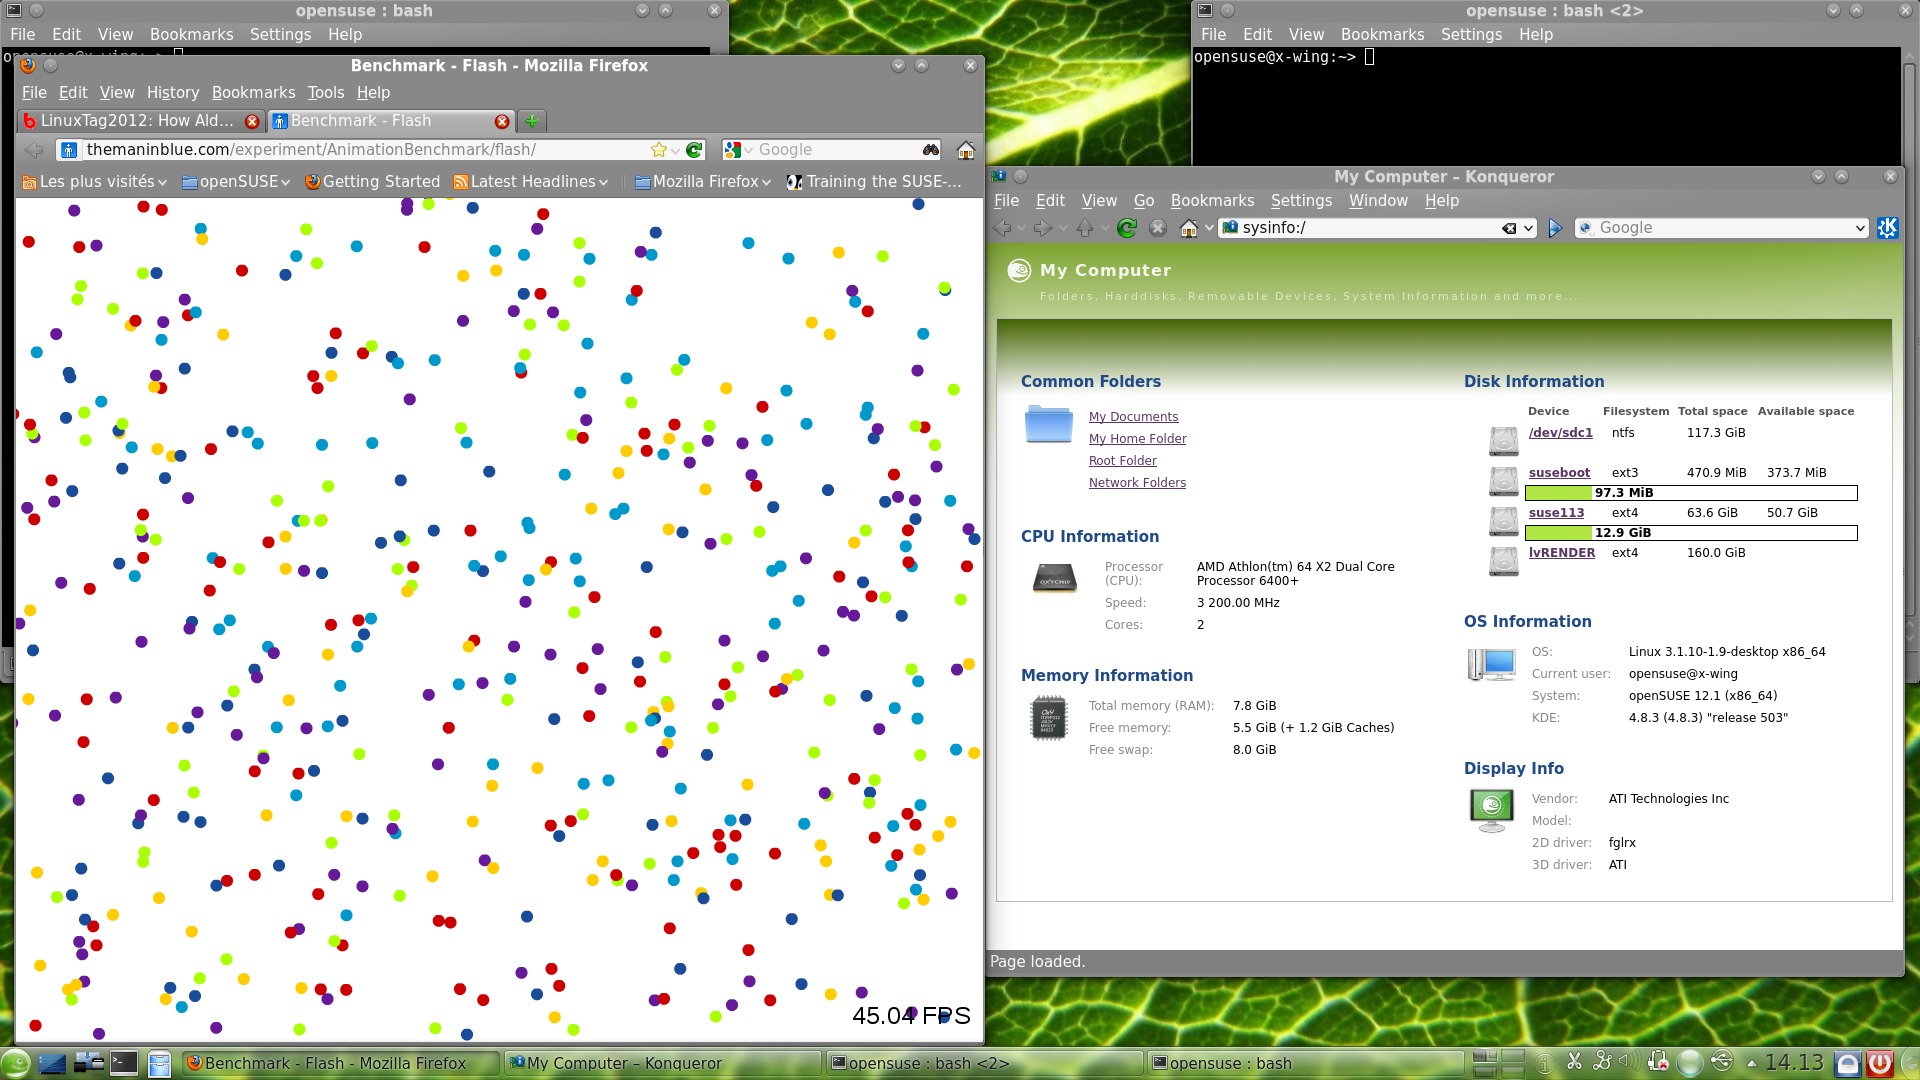 opensuse : bash
File Edit View Bookmarks Settings Help
Benchmark - Flash - Mozilla Firefox
File Edit View History Bookmarks Tools Help
LinuxTag2012: How Ald...
Benchmark - Flash
themaninblue.com/experiment/AnimationBenchmark/flash/
Google
Les plus visités
openSUSE
Getting Started
Latest Headlines
Mozilla Firefox
Training the SUSE-...
45.04 FPS
opensuse : bash <2>
File Edit View Bookmarks Settings Help
opensuse@x-wing:~>
My Computer – Konqueror
File Edit View Go Bookmarks Settings Window Help
sysinfo:/
Google
My Computer
Folders, Harddisks, Removable Devices, System Information and more...
Common Folders
My Documents
My Home Folder
Root Folder
Network Folders
CPU Information
Processor (CPU): AMD Athlon(tm) 64 X2 Dual Core
Processor 6400+
Speed: 3 200.00 MHz
Cores: 2
Memory Information
Total memory (RAM): 7.8 GiB
Free memory: 5.5 GiB (+ 1.2 GiB Caches)
Free swap: 8.0 GiB
Disk Information
Device Filesystem Total space Available space
/dev/sdc1 ntfs 117.3 GiB
suseboot ext3 470.9 MiB 373.7 MiB
97.3 MiB
suse113 ext4 63.6 GiB 50.7 GiB
12.9 GiB
lvRENDER ext4 160.0 GiB
OS Information
OS: Linux 3.1.10-1.9-desktop x86_64
Current user: opensuse@x-wing
System: openSUSE 12.1 (x86_64)
KDE: 4.8.3 (4.8.3) "release 503"
Display Info
Vendor: ATI Technologies Inc
Model:
2D driver: fglrx
3D driver: ATI
Page loaded.
Benchmark - Flash - Mozilla Firefox
My Computer – Konqueror
opensuse : bash <2>
opensuse : bash
14.13